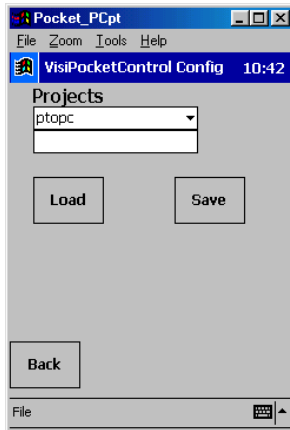 Pocket_PCpt
File Zoom Tools Help
VisiPocketControl Config 10:42
Projects
ptopc
Load Save
Back
File